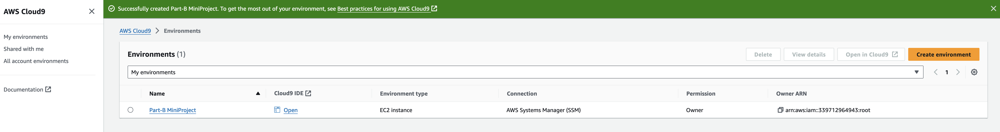 AWS Cloud9
My environments
Shared with me
All account environments
Documentation
Successfully created Part-B MiniProject. To get the most out of your environment, see Best practices for using AWS Cloud9
AWS Cloud9 > Environments
Environments (1)
Delete
View details
Open in Cloud9
Create environment
My environments
1
Name Cloud9 IDE Environment type Connection Permission Owner ARN
Part-B MiniProject Open EC2 instance AWS Systems Manager (SSM) Owner arn:aws:iam::339712964943:root